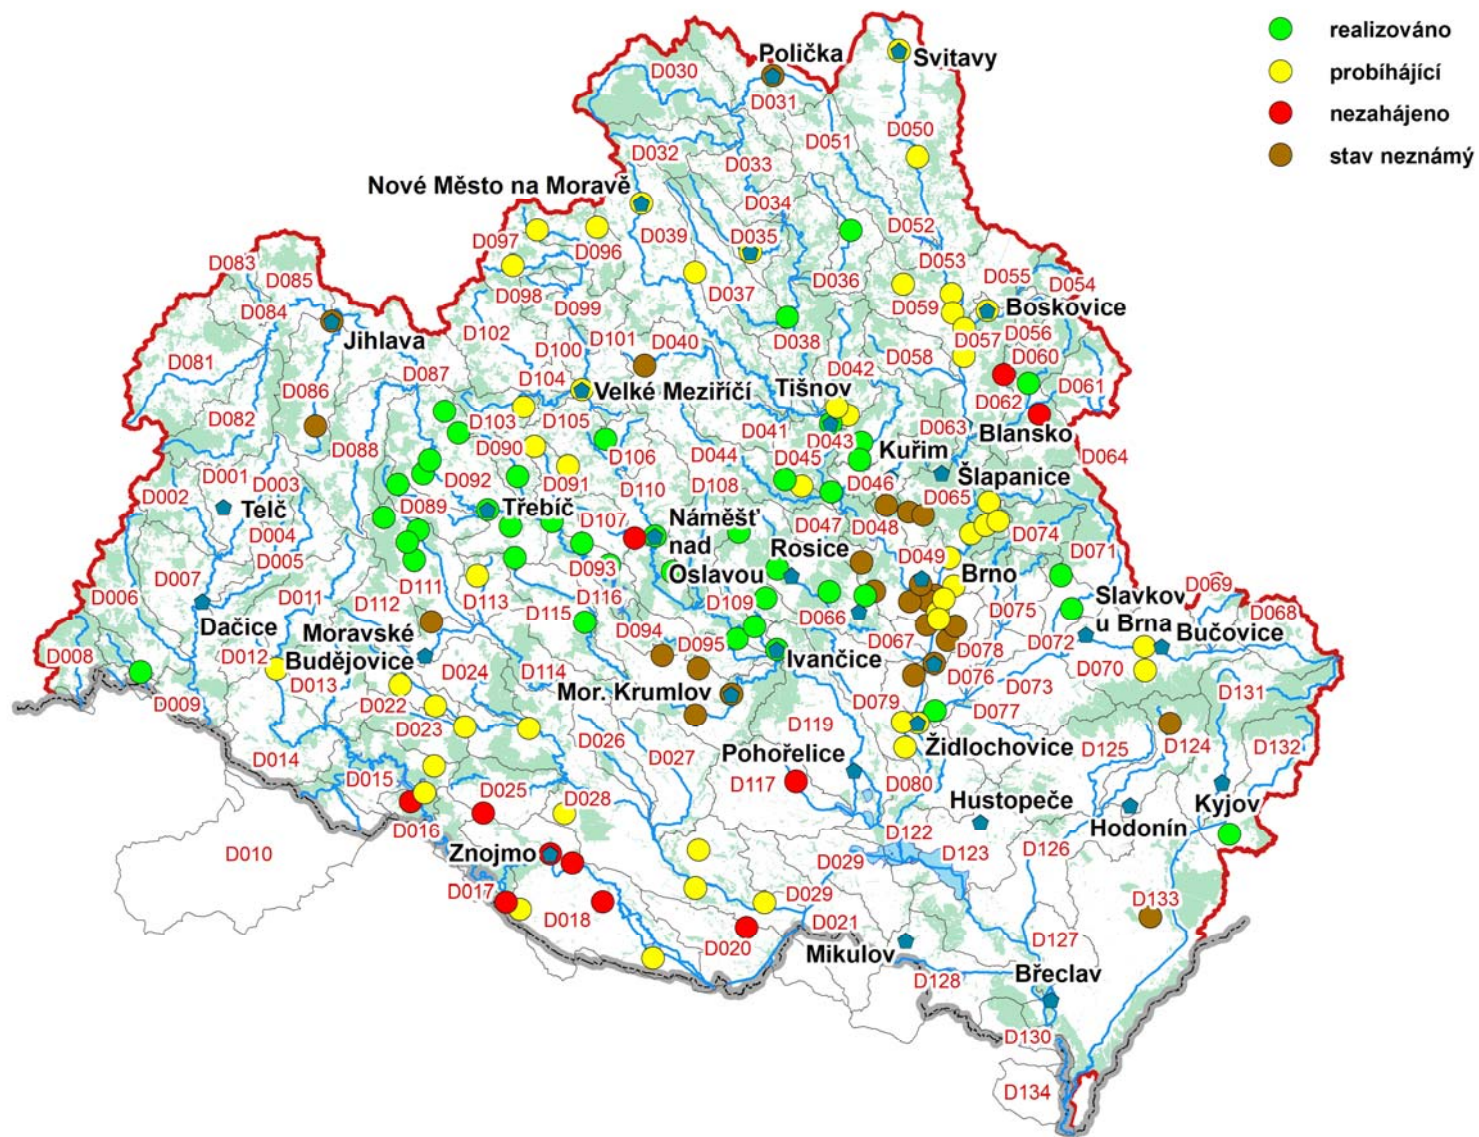 realizováno
probíhájící
nezahájeno
stav neznámý
Polička
Svitavy
D030
D031
D051
D050
D032
D033
Nové Město na Moravě
D034
D097
D096
D039
D035
D052
D083
D085
D098
D099
D037
D036
D053
D055
D054
D084
D059
Boskovice
Jihlava
D102
D100
D101
D040
D038
D057
D056
D081
D086
D087
D104
Velké Meziříčí
D042
D058
D060
D061
D082
D103
D105
Tišnov
D062
D088
D090
D106
D041
D043
D063
Blansko
D001
D003
D092
D091
D110
D044
D045
Kuřim
D064
D002
Telč
D089
Třebíč
D108
D046
D065
Šlapanice
D004
D107
Náměšť
nad
Oslavou
D047
D048
D074
D071
D005
D007
D093
Rosice
D049
Brno
D069
D006
D011
D111
D112
D113
D115
D116
D109
D066
D075
Slavkov
u Brna
D068
Dačice
Moravské
Budějovice
D094
D095
D067
D072
Bučovice
D008
D012
D024
Ivančice
D078
D070
D009
D013
D022
D114
Mor. Krumlov
D079
D076
D073
D131
D023
D026
D119
D077
D014
D027
Pohořelice
Židlochovice
D125
D124
D132
D015
D025
D028
D117
D080
Hustopeče
Kyjov
D016
Hodonín
D010
Znojmo
D122
D029
D123
D126
D017
D018
D029
D133
D020
D021
Mikulov
D127
Břeclav
D128
D130
D134